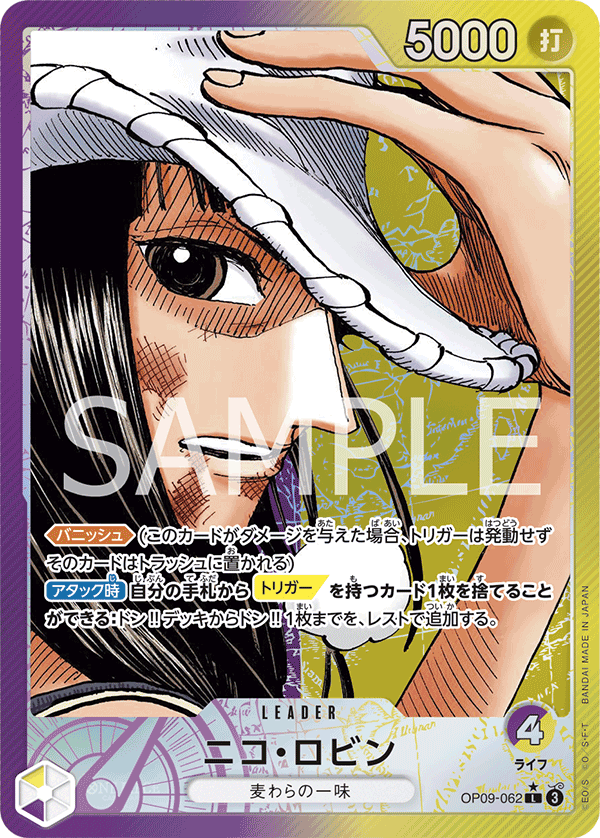 5000
打
SAMPLE
バニッシュ (このカードがダメージを与えた場合、トリガーは発動せず
そのカードはトラッシュに置かれる)
アタック時 自分の手札から トリガー を持つカード1枚を捨てること
ができる:ドン!!デッキからドン!!1枚までを、レストで追加する。
LEADER
ニコ・ロビン
4
ライフ
麦わらの一味
OP09-062 L 3
©E.O/S. ©O. S・F・T BANDAI MADE IN JAPAN